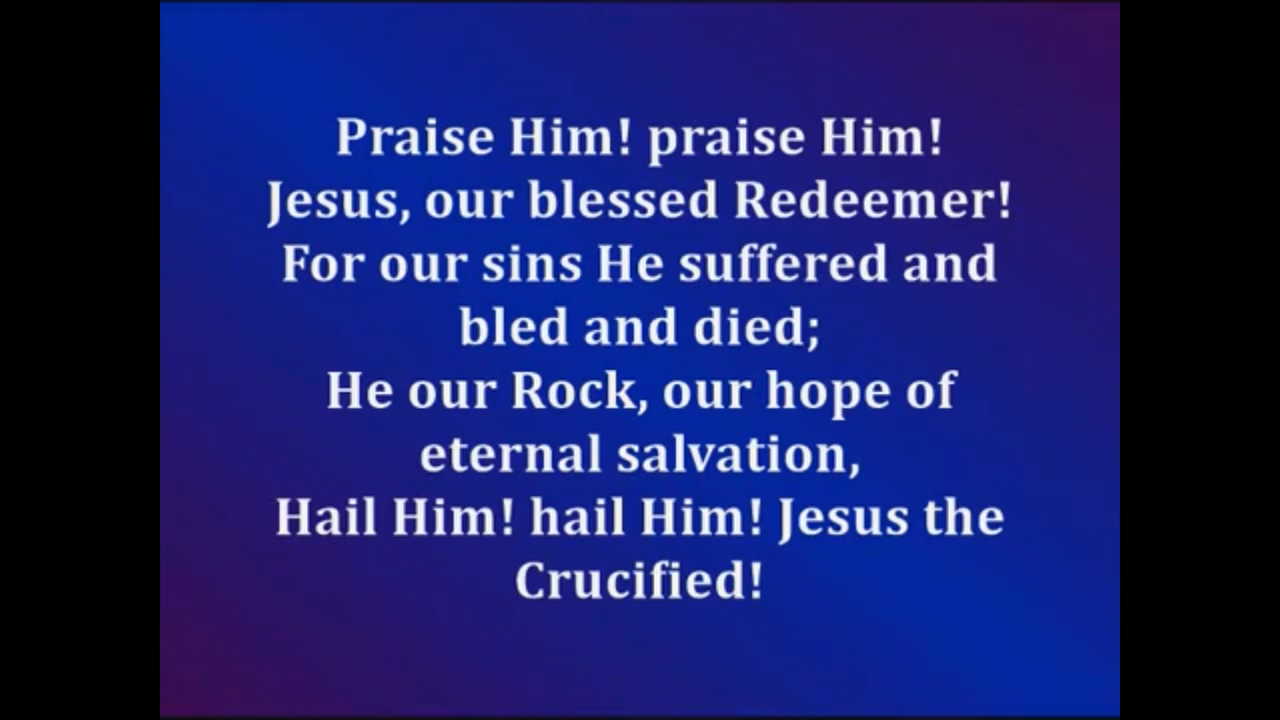 Praise Him! praise Him!
Jesus, our blessed Redeemer!
For our sins He suffered and
bled and died;
He our Rock, our hope of
eternal salvation,
Hail Him! hail Him! Jesus the
Crucified!